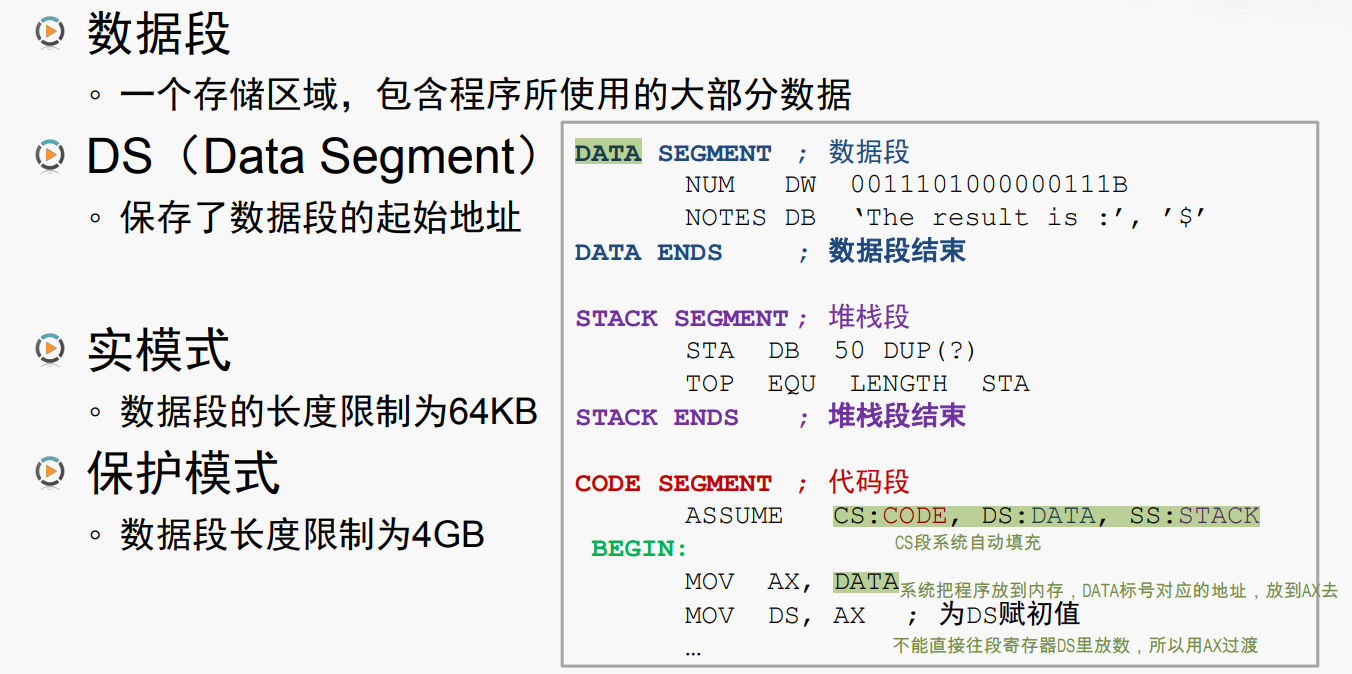 数据段
一个存储区域，包含程序所使用的大部分数据
DS（Data Segment）
保存了数据段的起始地址
实模式
数据段的长度限制为64KB
保护模式
数据段长度限制为4GB
DATA SEGMENT ; 数据段
NUM DW 0011101000000111B
NOTES DB ‘The result is :’, ’$’
DATA ENDS ; 数据段结束
STACK SEGMENT ; 堆栈段
STA DB 50 DUP(?)
TOP EQU LENGTH STA
STACK ENDS ; 堆栈段结束
CODE SEGMENT ; 代码段
ASSUME CS:CODE, DS:DATA, SS:STACK
CS段系统自动填充
BEGIN:
MOV AX, DATA系统把程序放到内存，DATA标号对应的地址，放到AX去
MOV DS, AX ; 为DS赋初值
不能直接往段寄存器DS里放数，所以用AX过渡
…